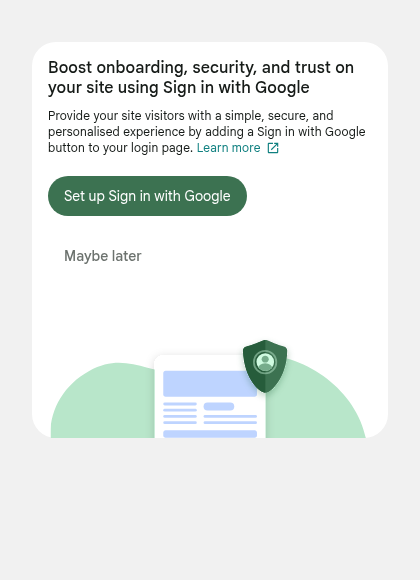 Boost onboarding, security, and trust on
your site using Sign in with Google
Provide your site visitors with a simple, secure, and
personalised experience by adding a Sign in with Google
button to your login page. Learn more
Set up Sign in with Google
Maybe later